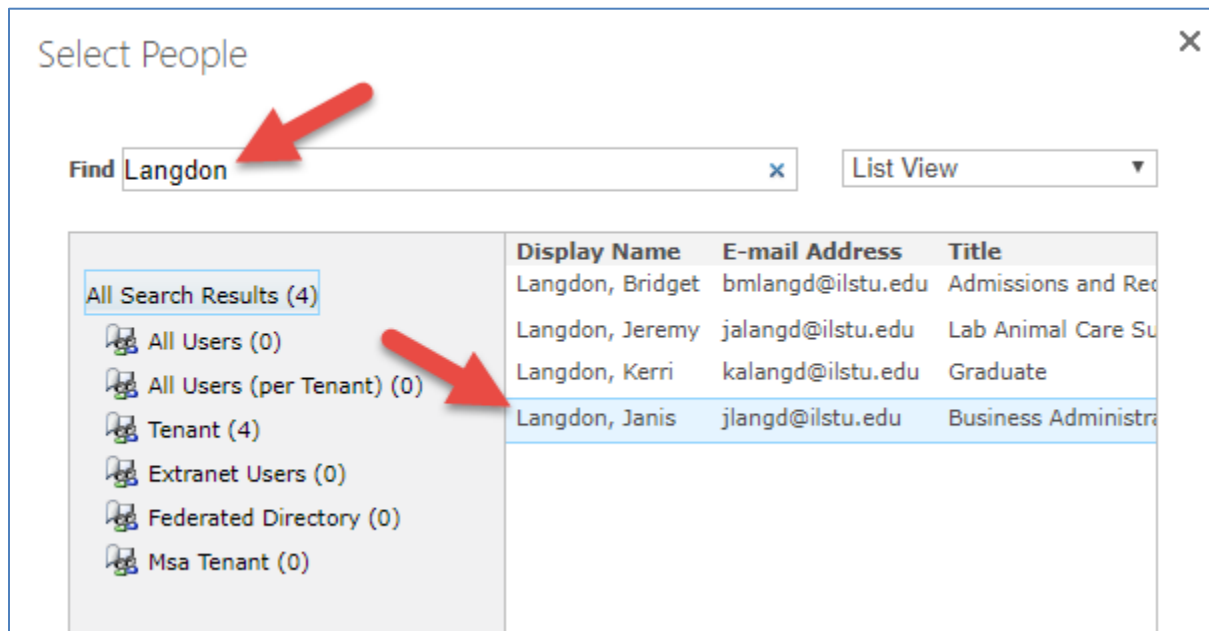 Select People
Find Langdon
List View
All Search Results (4)
All Users (0)
All Users (per Tenant) (0)
Tenant (4)
Extranet Users (0)
Federated Directory (0)
Msa Tenant (0)
Display Name E-mail Address Title
Langdon, Bridget bmlangd@ilstu.edu Admissions and Rec
Langdon, Jeremy jalangd@ilstu.edu Lab Animal Care Su
Langdon, Kerri kalangd@ilstu.edu Graduate
Langdon, Janis jlangd@ilstu.edu Business Administra